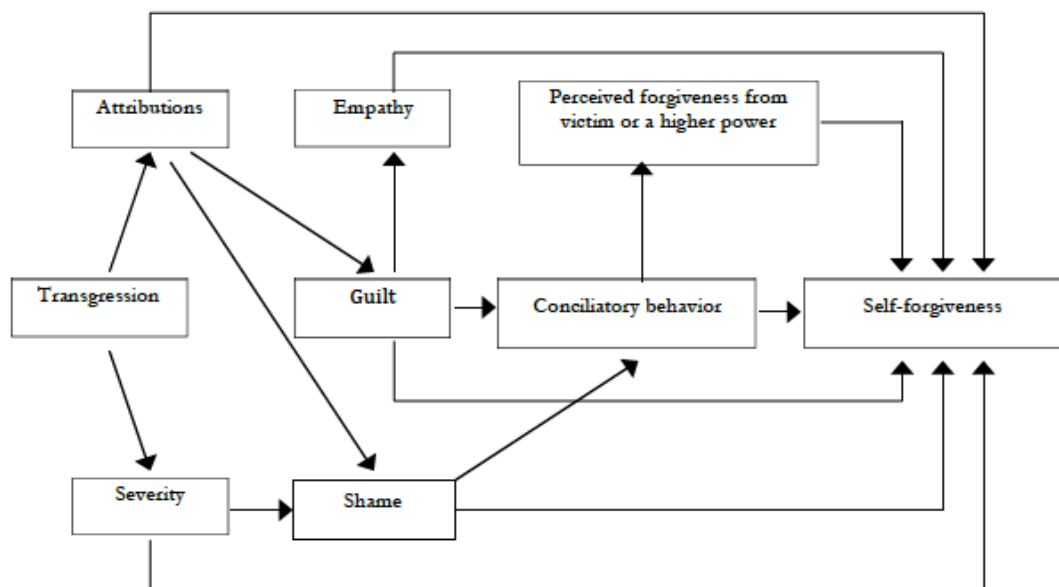 Attributions
Empathy
Perceived forgiveness from
victim or a higher power
Transgression
Guilt
Conciliatory behavior
Self-forgiveness
Severity
Shame